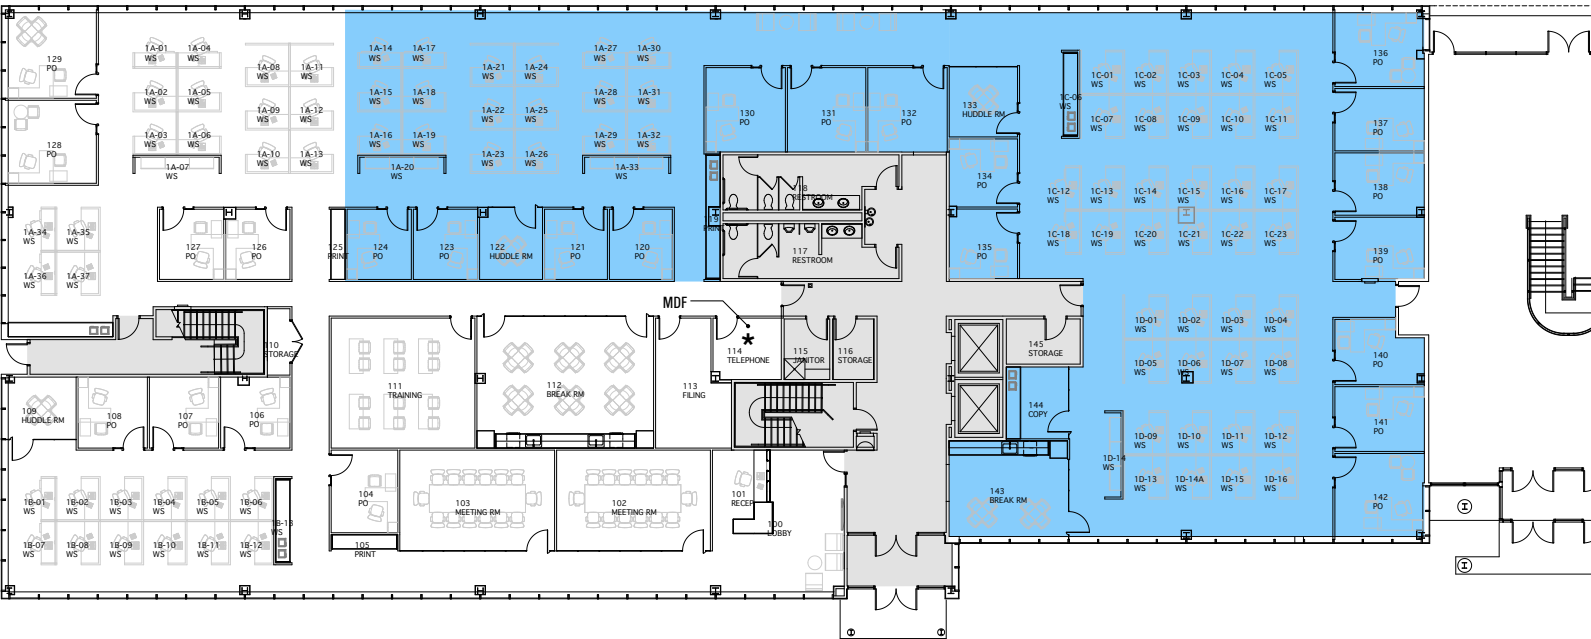 129
PO
128
PO
1A-01
WS
1A-04
WS
1A-08
WS
1A-11
WS
1A-02
WS
1A-05
WS
1A-09
WS
1A-12
WS
1A-03
WS
1A-06
WS
1A-10
WS
1A-13
WS
1A-07
WS
1A-14
WS
1A-17
WS
1A-21
WS
1A-24
WS
1A-27
WS
1A-30
WS
1A-15
WS
1A-18
WS
1A-22
WS
1A-25
WS
1A-28
WS
1A-31
WS
1A-16
WS
1A-19
WS
1A-23
WS
1A-26
WS
1A-29
WS
1A-32
WS
1A-20
WS
1A-33
WS
130
PO
131
PO
132
PO
133
HUDDLE RM
134
PO
135
PO
1C-06
WS
1C-01
WS
1C-02
WS
1C-03
WS
1C-04
WS
1C-05
WS
1C-07
WS
1C-08
WS
1C-09
WS
1C-10
WS
1C-11
WS
1C-12
WS
1C-13
WS
1C-14
WS
1C-15
WS
1C-16
WS
1C-17
WS
1C-18
WS
1C-19
WS
1C-20
WS
1C-21
WS
1C-22
WS
1C-23
WS
136
PO
137
PO
138
PO
139
PO
1A-34
WS
1A-35
WS
1A-36
WS
1A-37
WS
127
PO
126
PO
125
PRINT
124
PO
123
PO
122
HUDDLE RM
121
PO
120
PO
119
PRINT
118
RESTROOM
117
RESTROOM
MDF
*
110
STORAGE
111
TRAINING
112
BREAK RM
113
FILING
114
TELEPHONE
115
JANITOR
116
STORAGE
145
STORAGE
144
COPY
143
BREAK RM
1D-01
WS
1D-02
WS
1D-03
WS
1D-04
WS
1D-05
WS
1D-06
WS
1D-07
WS
1D-08
WS
1D-09
WS
1D-10
WS
1D-11
WS
1D-12
WS
1D-14
WS
1D-13
WS
1D-14A
WS
1D-15
WS
1D-16
WS
140
PO
141
PO
142
PO
109
HUDDLE RM
108
PO
107
PO
106
PO
1B-01
WS
1B-02
WS
1B-03
WS
1B-04
WS
1B-05
WS
1B-06
WS
1B-13
WS
1B-07
WS
1B-08
WS
1B-09
WS
1B-10
WS
1B-11
WS
1B-12
WS
104
PO
105
PRINT
103
MEETING RM
102
MEETING RM
101
RECEP
100
LOBBY